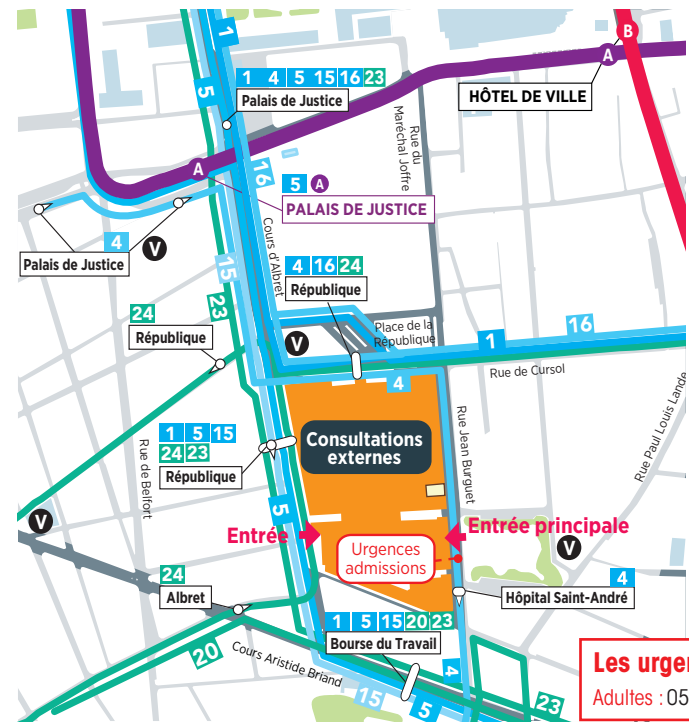 1
B
A
1 4 5 15 16 23
Palais de Justice
HÔTEL DE VILLE
5
Rue du
Maréchal Joffre
A
16
5 A
PALAIS DE JUSTICE
4
Palais de Justice
V
15
Cours d'Albret
4 16 24
République
24
République
23
V
Place de la
République
1
16
4
Rue de Cursol
1 5 15
24 23
République
Rue de Belfort
Consultations
externes
Rue Jean Burguet
Rue Paul Louis Lande
5
V
Entrée
Entrée principale
V
Urgences
admissions
24
Albret
4
Hôpital Saint-André
1 5 15 20 23
Bourse du Travail
20
Cours Aristide Briand
4
15
5
23
Les urgen
Adultes : 05